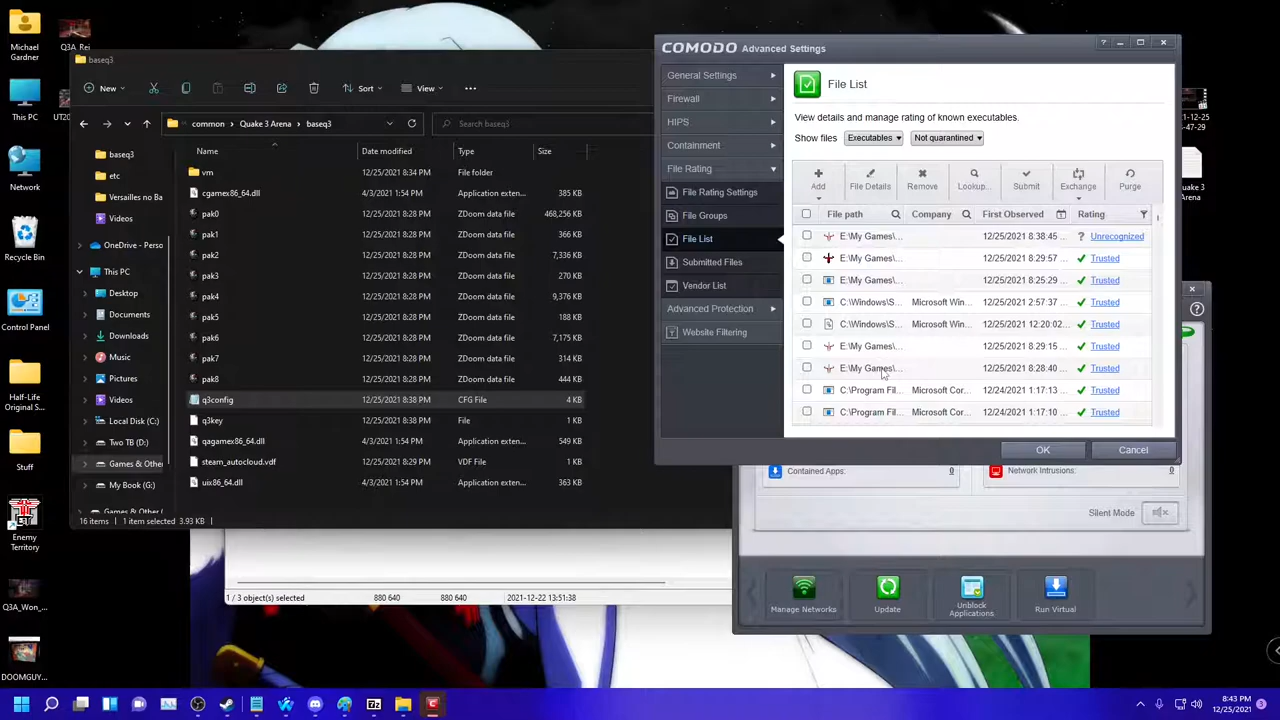 Michael
Gardner
Q3A_Rei
This PC
UT20
Network
Recycle Bin
Control Panel
Half-Life
Original M...
Stuff
Enemy
Territory
Q3A_Won_...
DOOMGUY...
baseq3
New
Sort
View
common
Quake 3 Arena
baseq3
Search baseq3
baseq3
etc
Versailles no Ba
Videos
OneDrive - Perso
This PC
Desktop
Documents
Downloads
Music
Pictures
Videos
Local Disk (C:)
Two TB (D:)
Games & Other
My Book (G:)
Games & Other (
Name
Date modified
Type
Size
vm 12/25/2021 8:34 PM File folder
cgamex86_64.dll 4/3/2021 1:54 PM Application exten... 385 KB
pak0 12/25/2021 8:28 PM ZDoom data file 468,256 KB
pak1 12/25/2021 8:28 PM ZDoom data file 366 KB
pak2 12/25/2021 8:28 PM ZDoom data file 7,336 KB
pak3 12/25/2021 8:28 PM ZDoom data file 270 KB
pak4 12/25/2021 8:28 PM ZDoom data file 9,376 KB
pak5 12/25/2021 8:28 PM ZDoom data file 188 KB
pak6 12/25/2021 8:28 PM ZDoom data file 7,175 KB
pak7 12/25/2021 8:28 PM ZDoom data file 314 KB
pak8 12/25/2021 8:28 PM ZDoom data file 444 KB
q3config 12/25/2021 8:38 PM CFG File 4 KB
q3key 12/25/2021 8:38 PM File 1 KB
qagamex86_64.dll 4/3/2021 1:54 PM Application exten... 549 KB
steam_autocloud.vdf 12/25/2021 8:29 PM VDF File 1 KB
uix86_64.dll 4/3/2021 1:54 PM Application exten... 363 KB
16 items 1 item selected 3.93 KB
1 / 3 object(s) selected 880 640 880 640 2021-12-22 13:51:38
COMODO Advanced Settings
General Settings
Firewall
HIPS
Containment
File Rating
File Rating Settings
File Groups
File List
Submitted Files
Vendor List
Advanced Protection
Website Filtering
File List
View details and manage rating of known executables.
Show files Executables Not quarantined
Add
File Details
Remove
Lookup...
Submit
Exchange
Purge
File path Company First Observed Rating
E:\My Games\... 12/25/2021 8:38:45 ... ? Unrecognized
E:\My Games\... 12/25/2021 8:29:57 ... Trusted
E:\My Games\... 12/25/2021 8:25:29 ... Trusted
C:\Windows\S... Microsoft Win... 12/25/2021 2:57:37 ... Trusted
C:\Windows\S... Microsoft Win... 12/25/2021 12:20:02... Trusted
E:\My Games\... 12/25/2021 8:29:15 ... Trusted
E:\My Games\... 12/25/2021 8:28:40 ... Trusted
C:\Program Fil... Microsoft Cor... 12/24/2021 1:17:13 ... Trusted
C:\Program Fil... Microsoft Cor... 12/24/2021 1:17:10 ... Trusted
OK
Cancel
Contained Apps: 0
Network Intrusions: 0
Silent Mode
Manage Networks
Update
Unblock
Applications
Run Virtual
2021-12-25
Quake 3
Arena
8:43 PM
12/25/2021
3